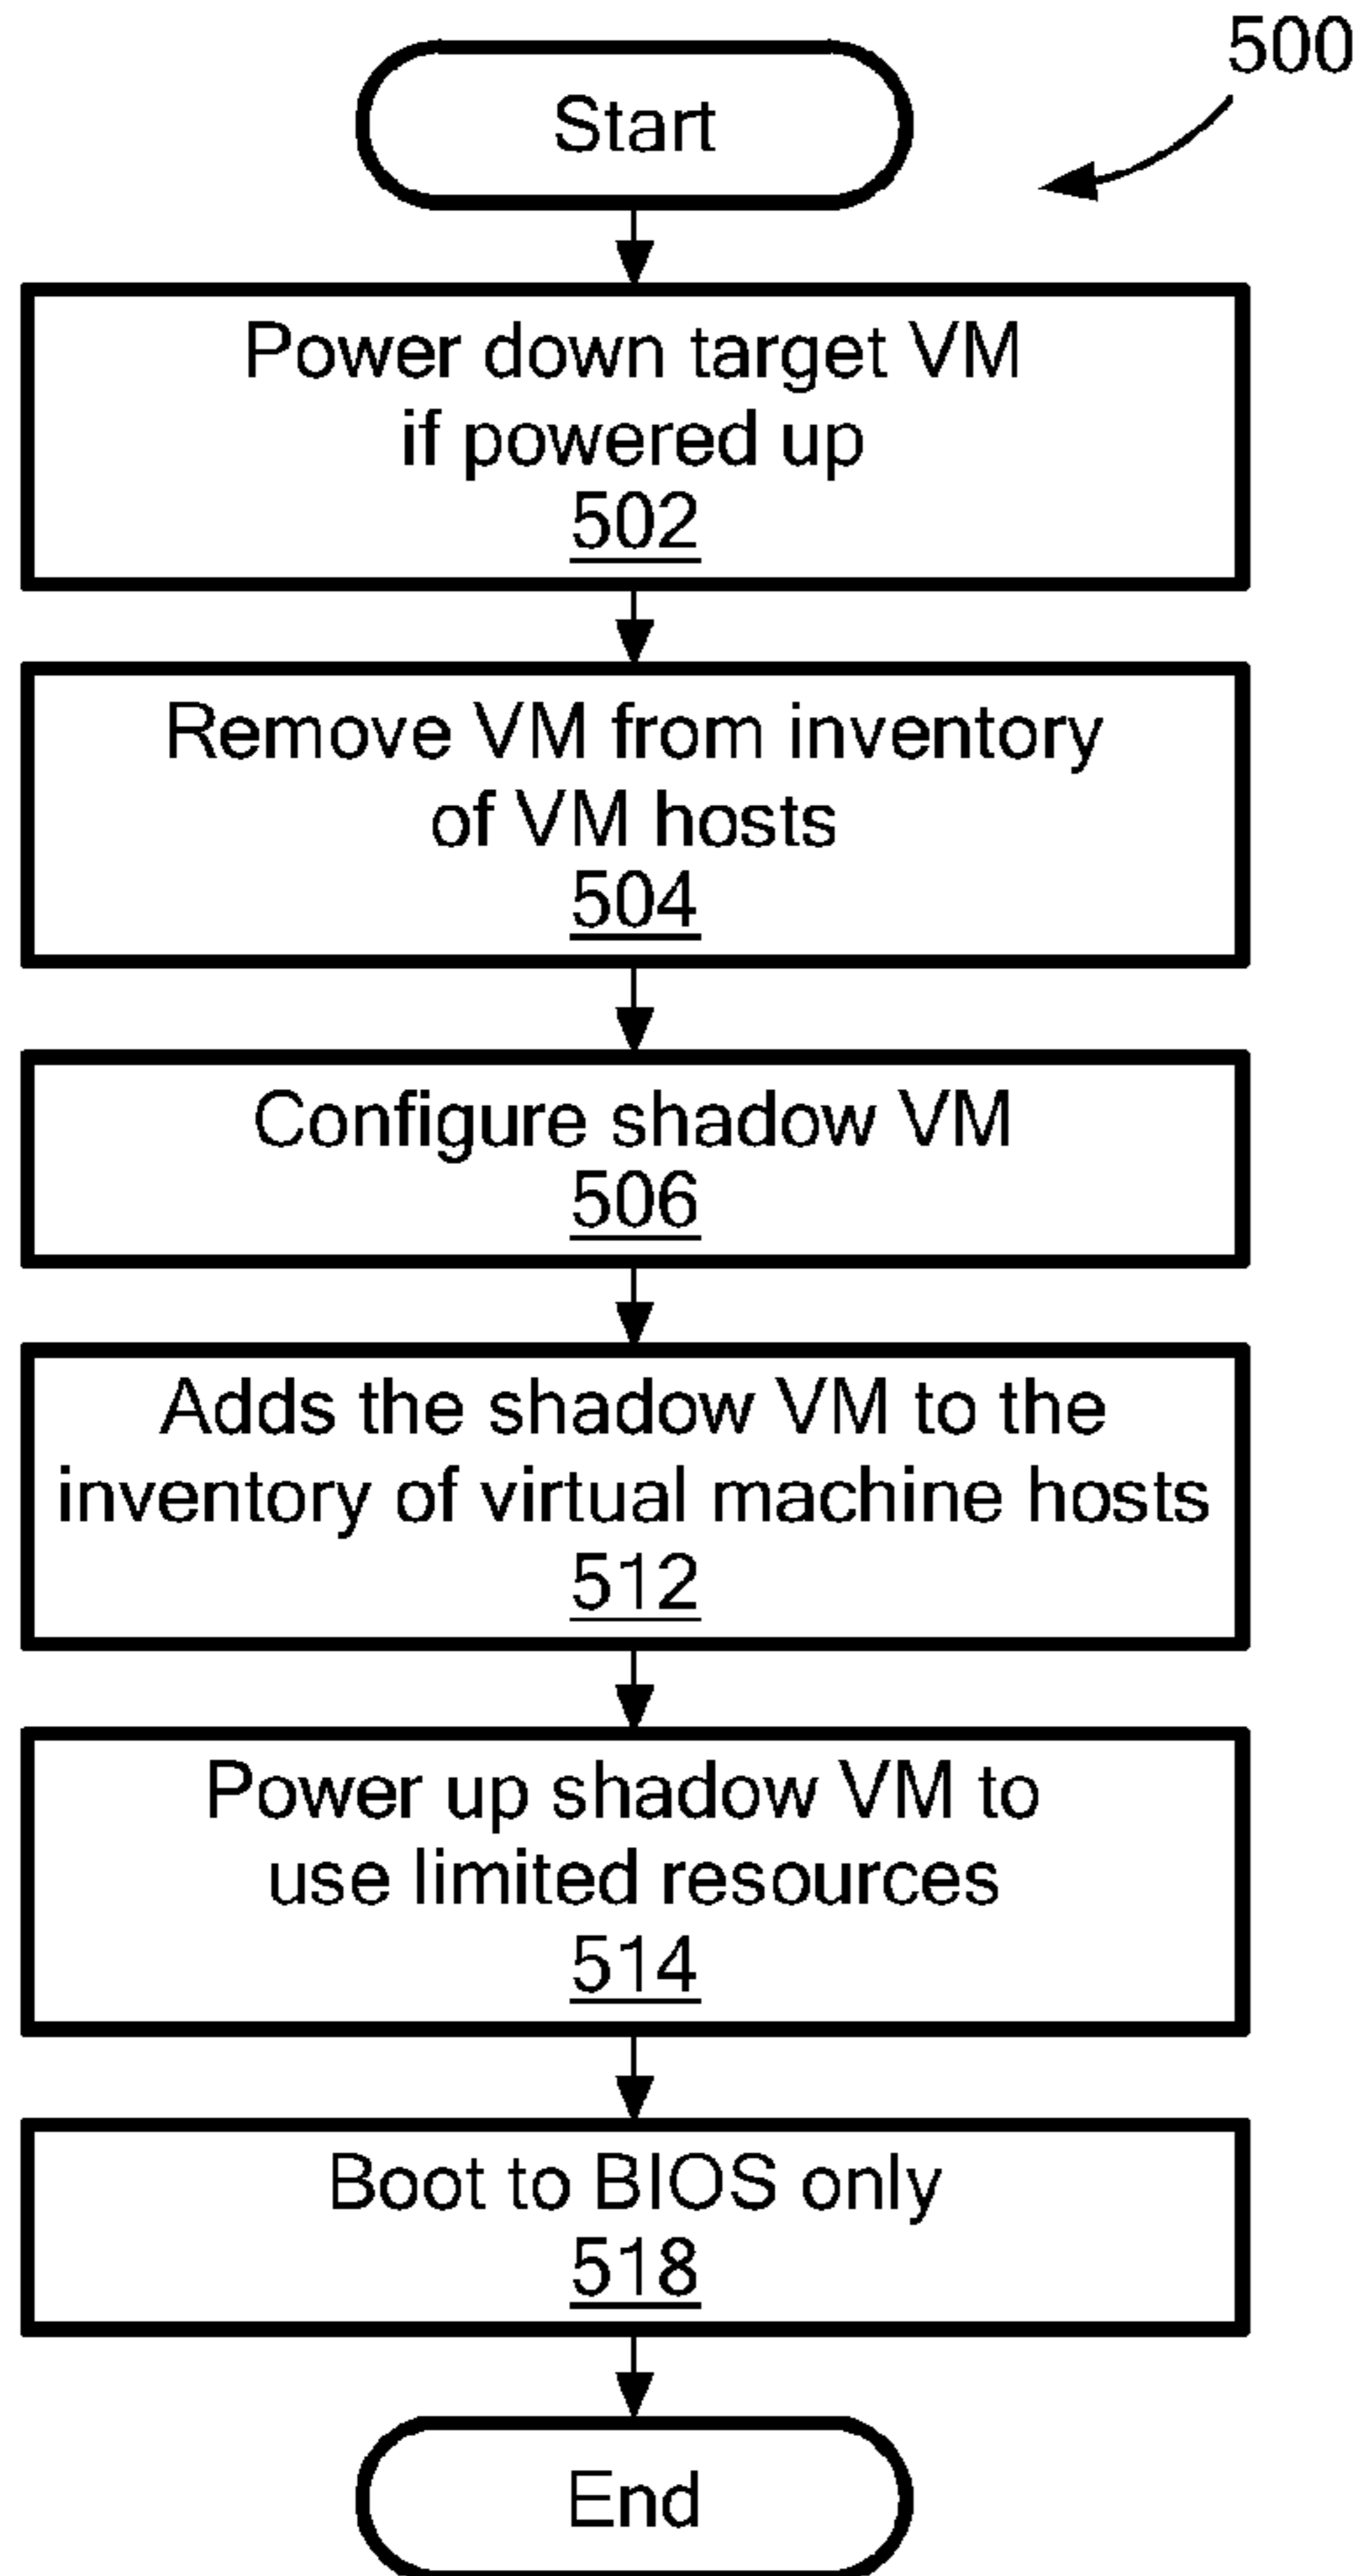 500
Start
Power down target VM
if powered up
502
Remove VM from inventory
of VM hosts
504
Configure shadow VM
506
Adds the shadow VM to the
inventory of virtual machine hosts
512
Power up shadow VM to
use limited resources
514
Boot to BIOS only
518
End